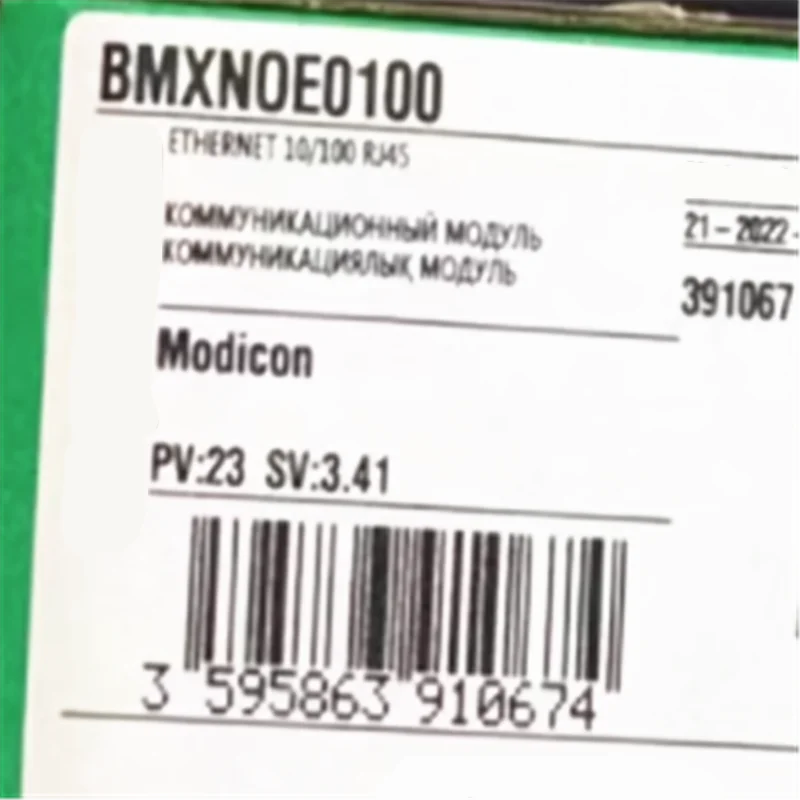 BMXNOE0100
ETHERNET 10/100 RJ45
КОММУНИКАЦИОННЫЙ МОДУЛЬ
КОММУНИКАЦИЯЛЫҚ МОДУЛЬ
21-2022-
391067
Modicon
PV:23 SV:3.41
3 595863 910674